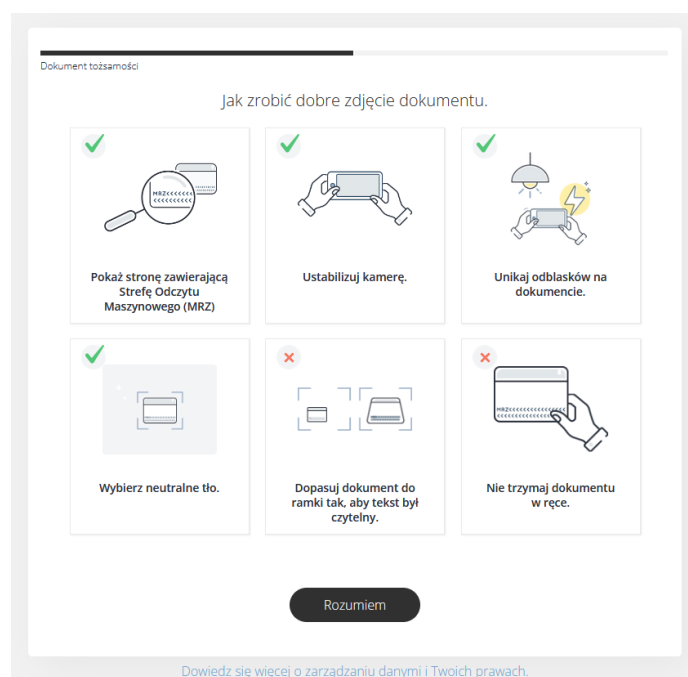 Dokument tożsamości
Jak zrobić dobre zdjęcie dokumentu.
MRZ<<<<<<
<<<<<<<<<
Pokaż stronę zawierającą
Strefę Odczytu
Maszynowego (MRZ)
Ustabilizuj kamerę.
Unikaj odblasków na
dokumencie.
Wybierz neutralne tło.
Dopasuj dokument do
ramki tak, aby tekst był
czytelny.
Nie trzymaj dokumentu
w ręce.
Rozumiem
Dowiedz się więcej o zarządzaniu danymi i Twoich prawach.